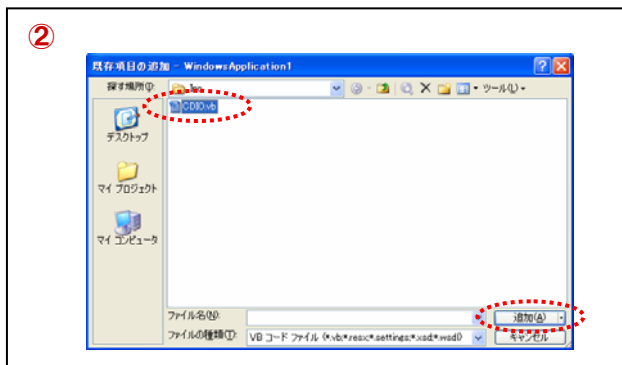 ②
既存項目の追加 - WindowsApplication1
探す場所(I):
ツール(L)
CDIO.vb
デスクトップ
マイ プロジェクト
マイ コンピュータ
ファイル名(N):
追加(A)
ファイルの種類(T):
VB コード ファイル (*.vb;*.resx;*.settings;*.xsd;*.wsdl)
キャンセル